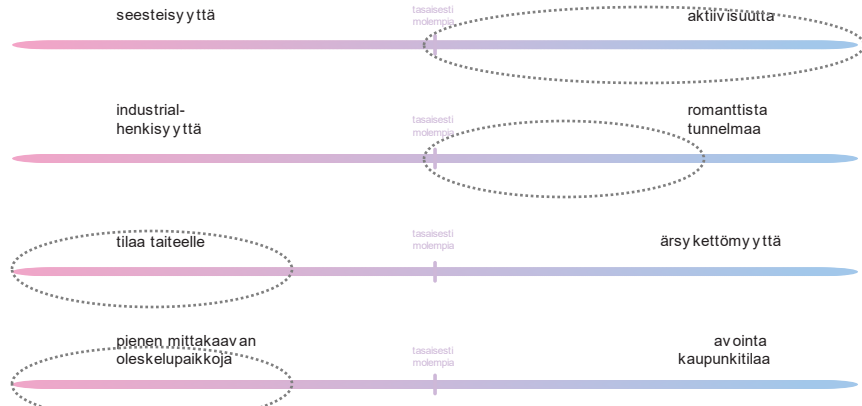 seesteisyyttä
tasaisesti
molempia
aktiivisuutta
industrial-
henkisyyttä
tasaisesti
molempia
romanttista
tunnelmaa
tilaa taiteelle
tasaisesti
molempia
ärsykettömyyttä
pienen mittakaavan
oleskelupaikkoja
tasaisesti
molempia
avointa
kaupunkitilaa